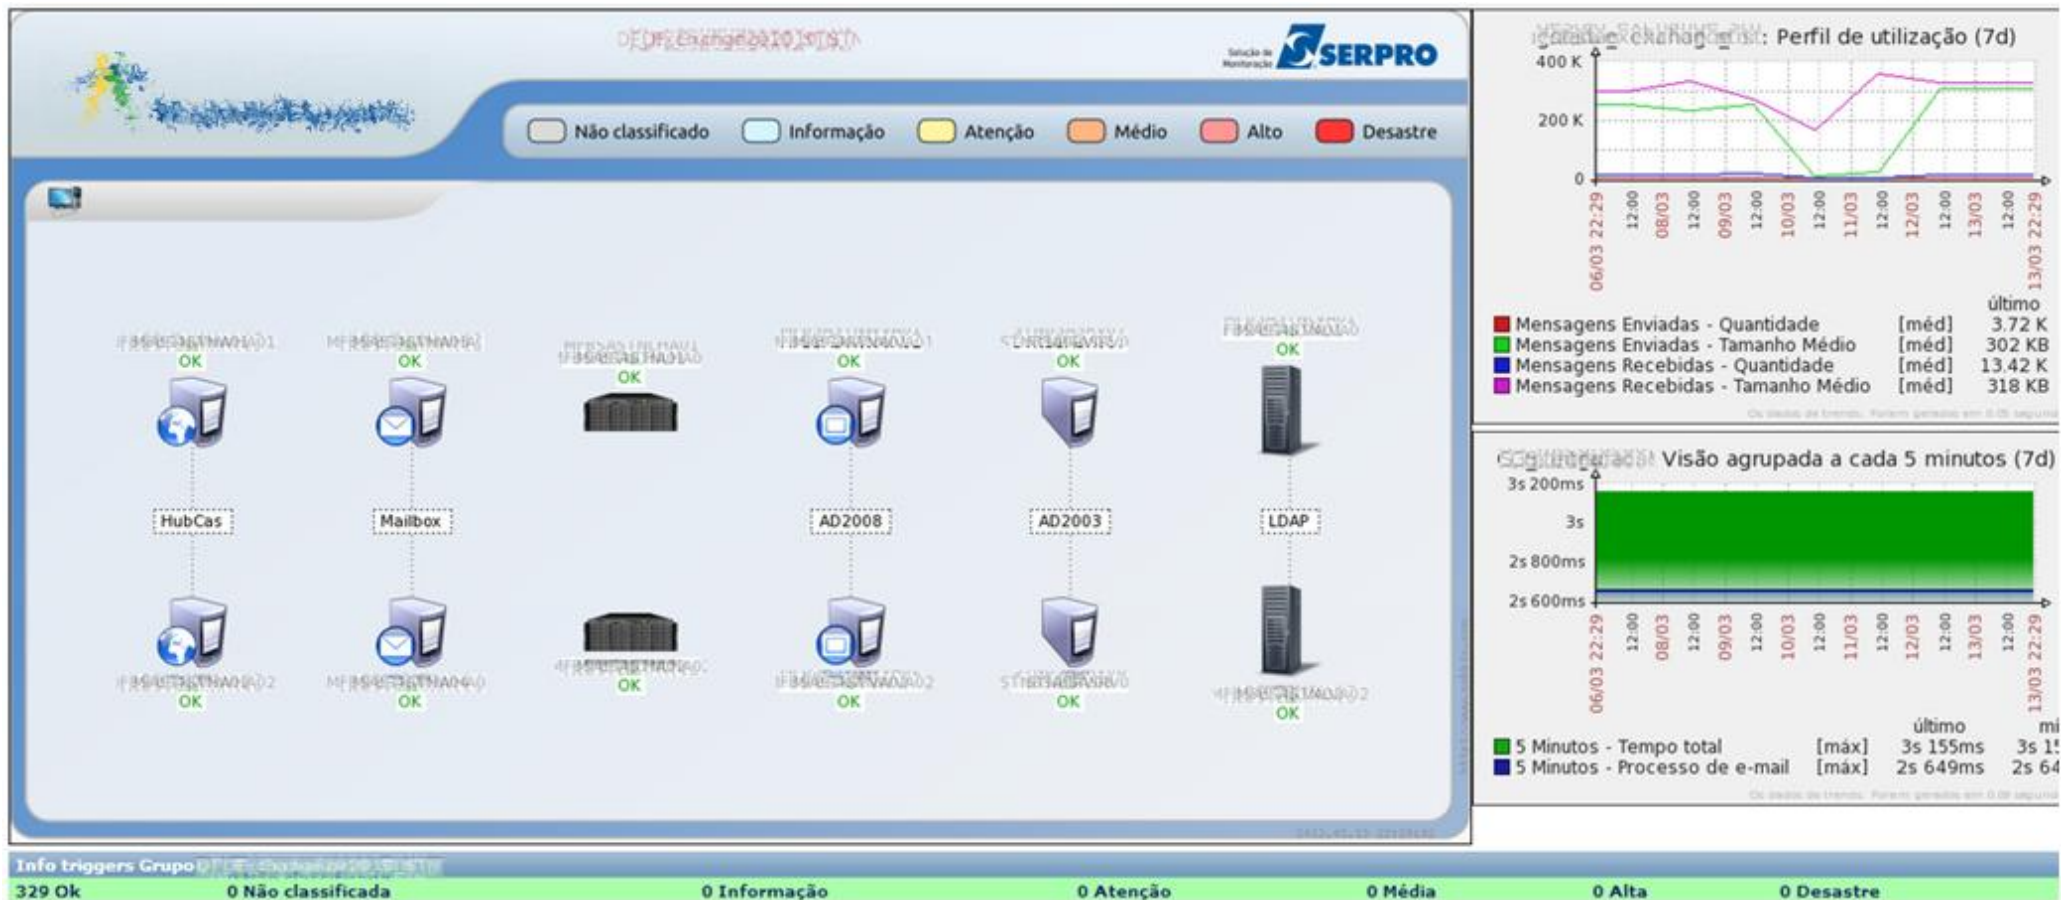 Solução de
Monitoração
SERPRO
Não classificado
Informação
Atenção
Médio
Alto
Desastre
OK
OK
OK
OK
OK
OK
HubCas
Mailbox
AD2008
AD2003
LDAP
OK
OK
OK
OK
OK
OK
: Perfil de utilização (7d)
400 K
200 K
0
06/03 22:29
12:00
08/03
12:00
09/03
12:00
10/03
12:00
11/03
12:00
12/03
12:00
13/03
12:00
13/03 22:29
último
Mensagens Enviadas - Quantidade [méd] 3.72 K
Mensagens Enviadas - Tamanho Médio [méd] 302 KB
Mensagens Recebidas - Quantidade [méd] 13.42 K
Mensagens Recebidas - Tamanho Médio [méd] 318 KB
Visão agrupada a cada 5 minutos (7d)
3s 200ms
3s
2s 800ms
2s 600ms
06/03 22:29
12:00
08/03
12:00
09/03
12:00
10/03
12:00
11/03
12:00
12/03
12:00
13/03
12:00
13/03 22:29
último mí
5 Minutos - Tempo total [máx] 3s 155ms 3s 15
5 Minutos - Processo de e-mail [máx] 2s 649ms 2s 64
Info triggers Grupo
329 Ok 0 Não classificada 0 Informação 0 Atenção 0 Média 0 Alta 0 Desastre